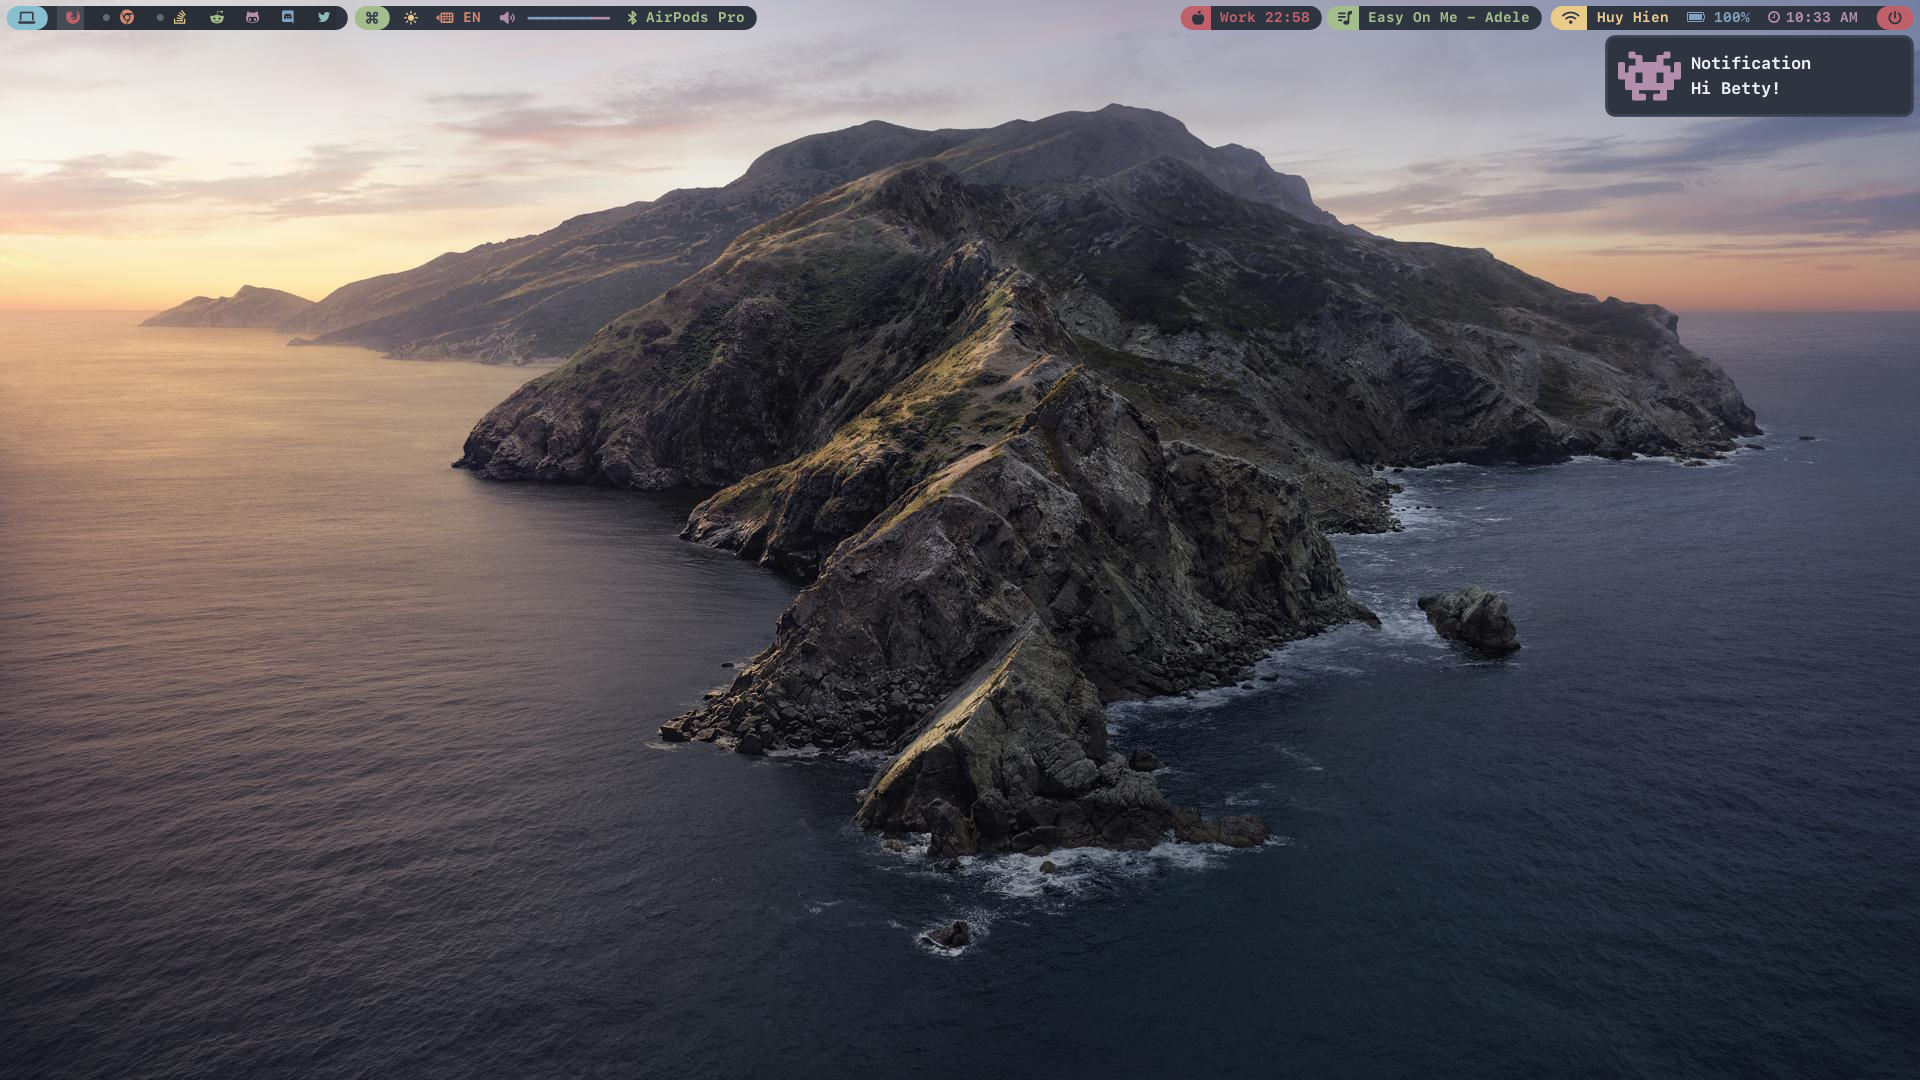 EN
AirPods Pro
Work 22:58
Easy On Me - Adele
Huy Hien
100%
10:33 AM
Notification
Hi Betty!